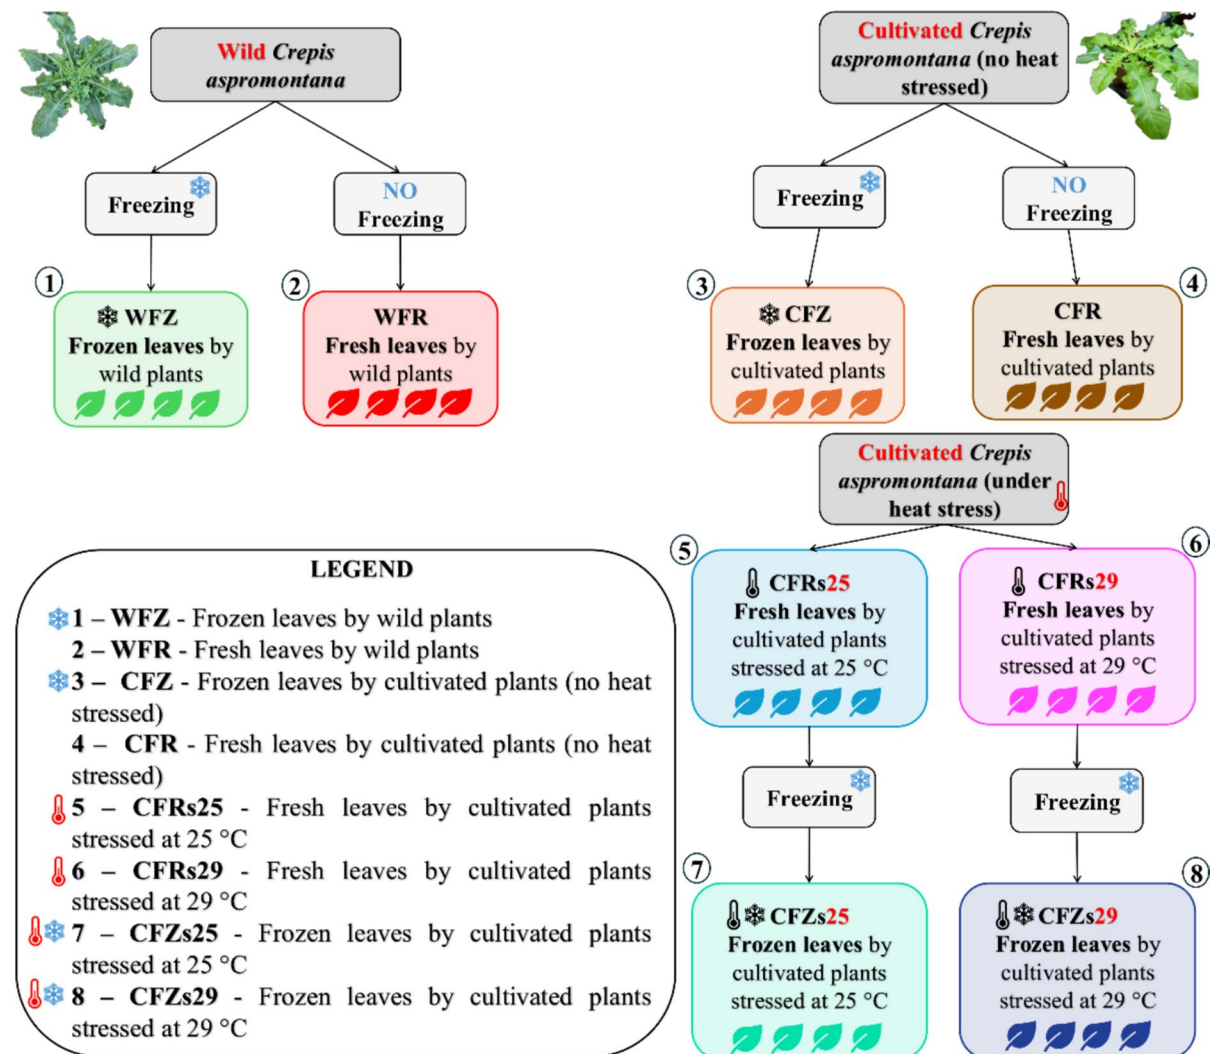 Wild Crepis
aspromontana
Freezing
NO
Freezing
1
WFZ
Frozen leaves by
wild plants
2
WFR
Fresh leaves by
wild plants
Cultivated Crepis
aspromontana (no heat
stressed)
Freezing
NO
Freezing
3
CFZ
Frozen leaves by
cultivated plants
4
CFR
Fresh leaves by
cultivated plants
Cultivated Crepis
aspromontana (under
heat stress)
5
CFRs25
Fresh leaves by
cultivated plants
stressed at 25 °C
6
CFRs29
Fresh leaves by
cultivated plants
stressed at 29 °C
Freezing
Freezing
7
CFZs25
Frozen leaves by
cultivated plants
stressed at 25 °C
8
CFZs29
Frozen leaves by
cultivated plants
stressed at 29 °C
LEGEND
1 – WFZ - Frozen leaves by wild plants
2 – WFR - Fresh leaves by wild plants
3 – CFZ - Frozen leaves by cultivated plants (no heat
stressed)
4 – CFR - Fresh leaves by cultivated plants (no heat
stressed)
5 – CFRs25 - Fresh leaves by cultivated plants
stressed at 25 °C
6 – CFRs29 - Fresh leaves by cultivated plants
stressed at 29 °C
7 – CFZs25 - Frozen leaves by cultivated plants
stressed at 25 °C
8 – CFZs29 - Frozen leaves by cultivated plants
stressed at 29 °C